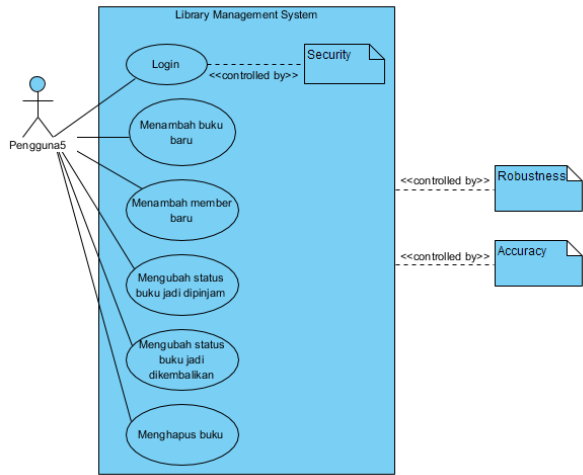 Library Management System
Login
<<controlled by>>
Security
Pengguna5
Menambah buku
baru
Menambah member
baru
<<controlled by>>
Robustness
<<controlled by>>
Accuracy
Mengubah status
buku jadi dipinjam
Mengubah status
buku jadi
dikembalikan
Menghapus buku